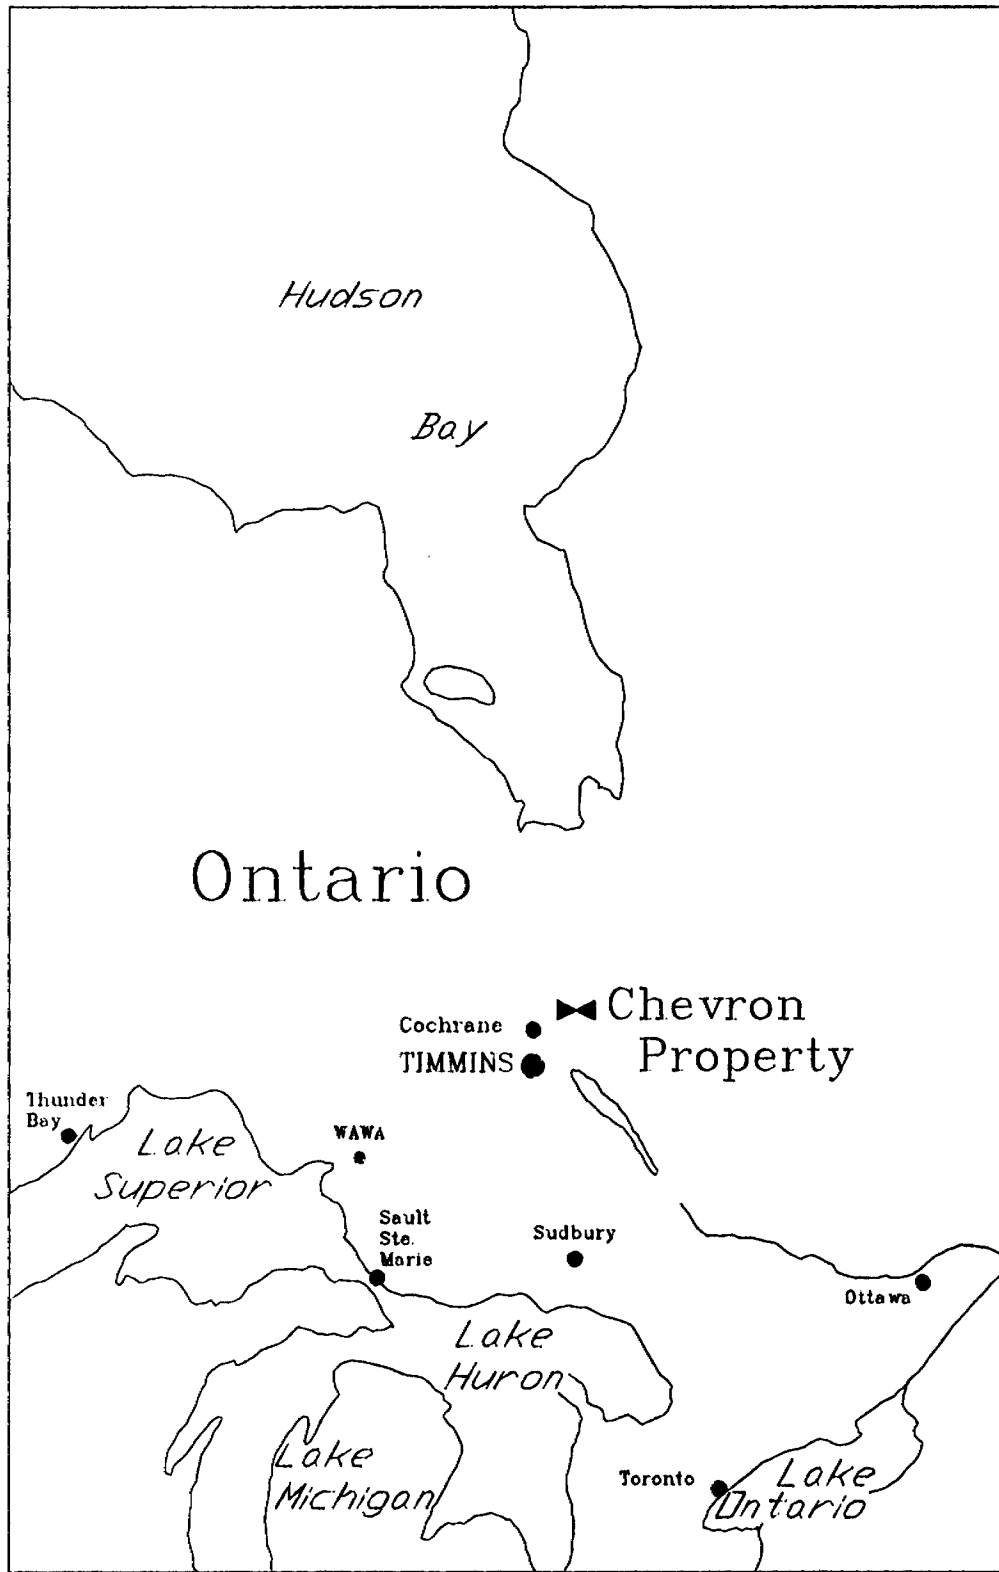 Hudson
Bay
Ontario
Chevron
Property
Cochrane
TIMMINS
Thunder
Bay
Lake
Superior
WAWA
Sault
Ste.
Marie
Sudbury
Ottawa
Lake
Huron
Lake
Michigan
Toronto
Lake
Ontario